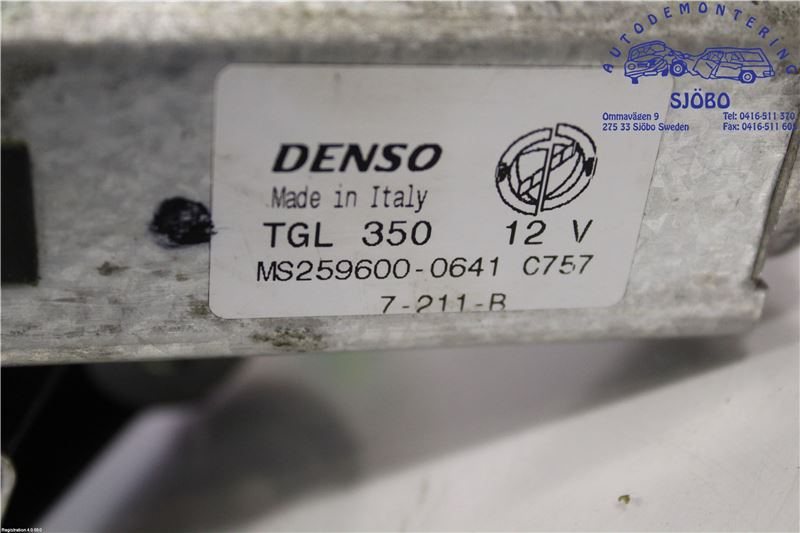 AUTODEMONTERING
SJÖBO
Ommavägen 9 Tel: 0416-511 370
275 33 Sjöbo Sweden Fax: 0416-511 605
DENSO
Made in Italy
TGL 350 12 V
MS259600-0641 C757
7-211-B